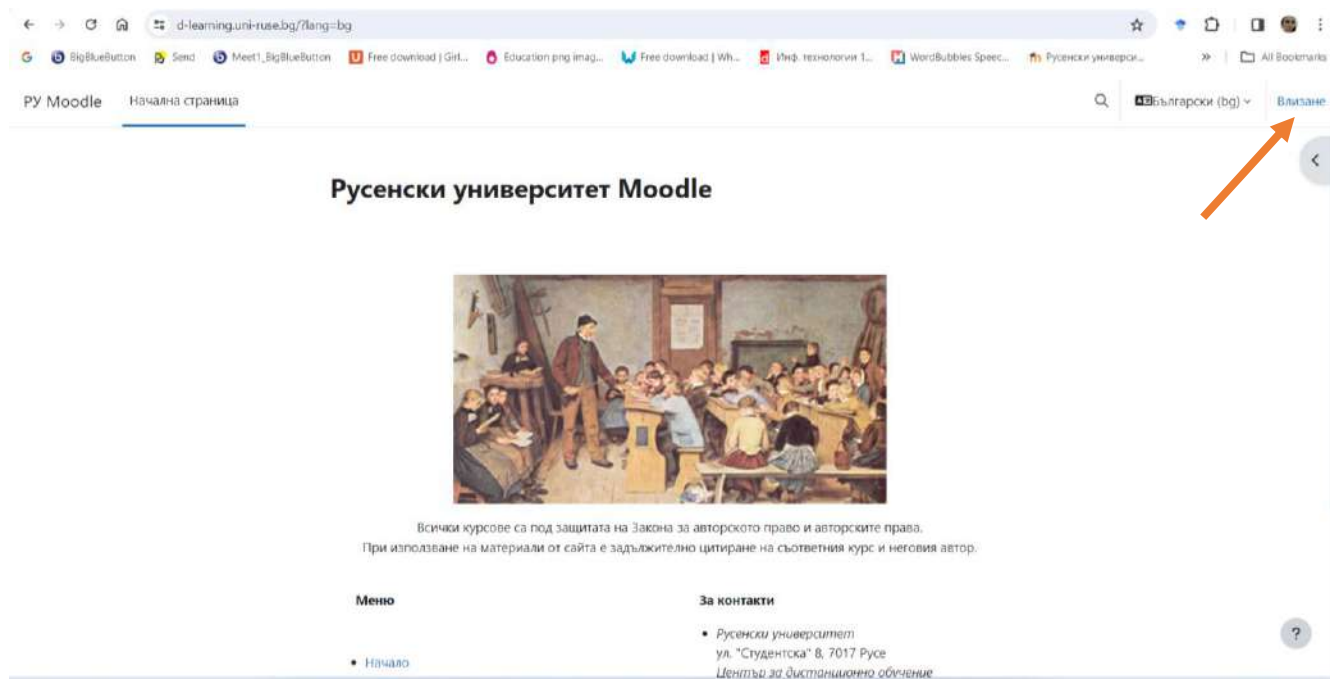 d-learning.uni-ruse.bg/?lang=bg
G BigBlueButton Send Meet1_BigBlueButton Free download | Girl... Education png imag... Free download | Wh... Инф. технологии 1... WordBubbles Speec... Русенски универси... » All Bookmarks
РУ Moodle Начална страница Български (bg) Влизане
Русенски университет Moodle
Всички курсове са под защитата на Закона за авторското право и авторските права.
При използване на материали от сайта е задължително цитиране на съответния курс и неговия автор.
Меню
За контакти
Русенски университет
ул. "Студентска" 8, 7017 Русе
Начало
Център за дистанционно обучение
?